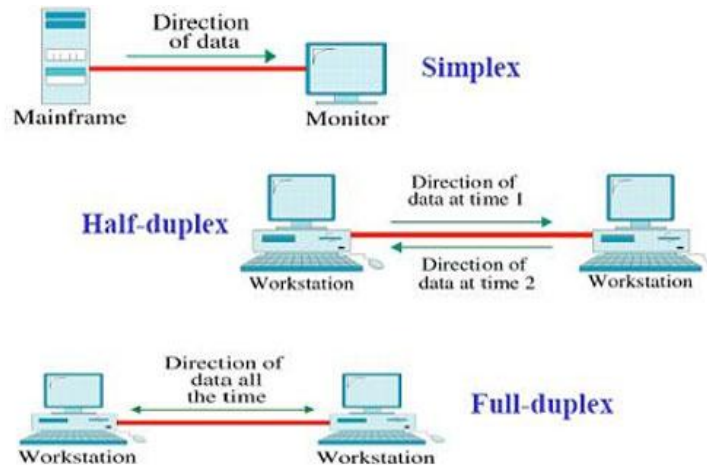 Direction
of data
Simplex
Mainframe
Monitor
Half-duplex
Direction of
data at time 1
Direction of
data at time 2
Workstation
Workstation
Direction of
data all
the time
Full-duplex
Workstation
Workstation